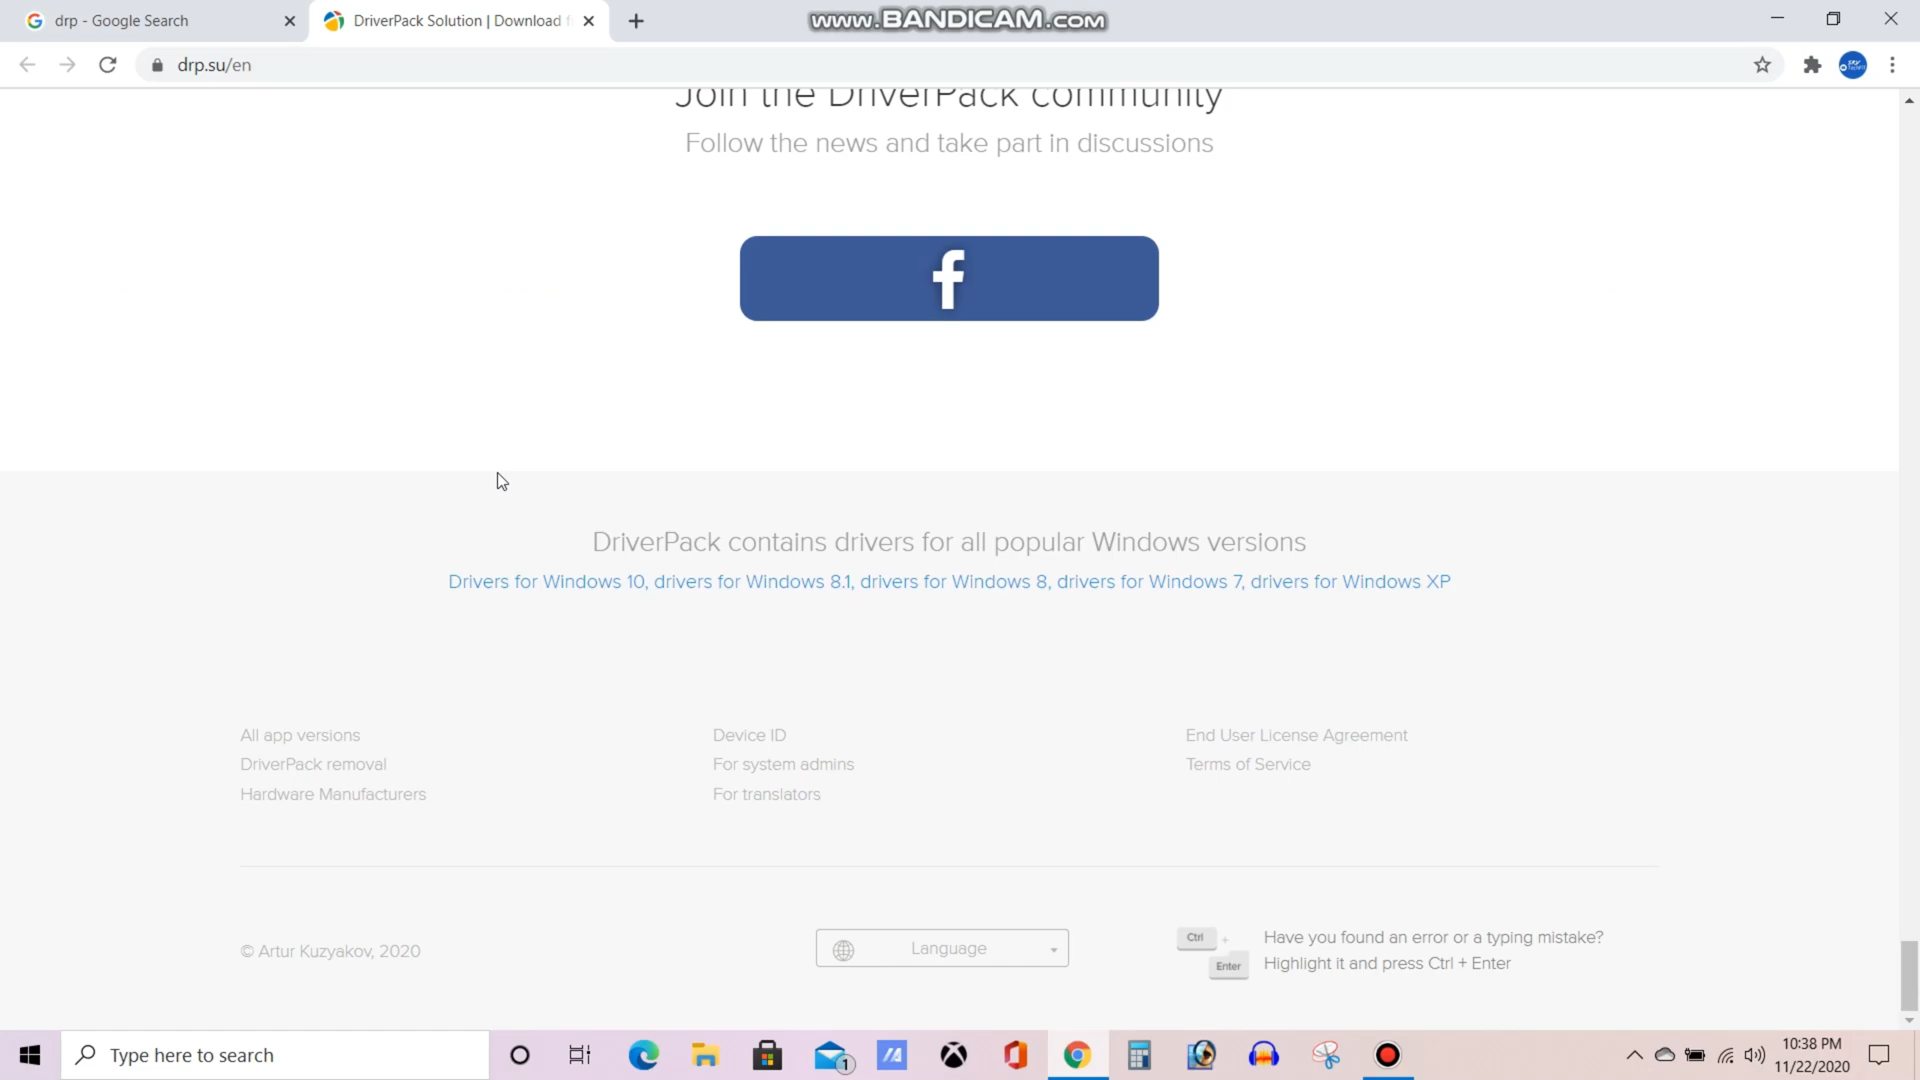 drp - Google Search
DriverPack Solution | Download f
www.BANDICAM.com
drp.su/en
Join the DriverPack community
Follow the news and take part in discussions
f
DriverPack contains drivers for all popular Windows versions
Drivers for Windows 10, drivers for Windows 8.1, drivers for Windows 8, drivers for Windows 7, drivers for Windows XP
All app versions
Device ID
End User License Agreement
DriverPack removal
For system admins
Terms of Service
Hardware Manufacturers
For translators
© Artur Kuzyakov, 2020
Language
Ctrl +
Enter
Have you found an error or a typing mistake?
Highlight it and press Ctrl + Enter
Type here to search
1
10:38 PM
11/22/2020